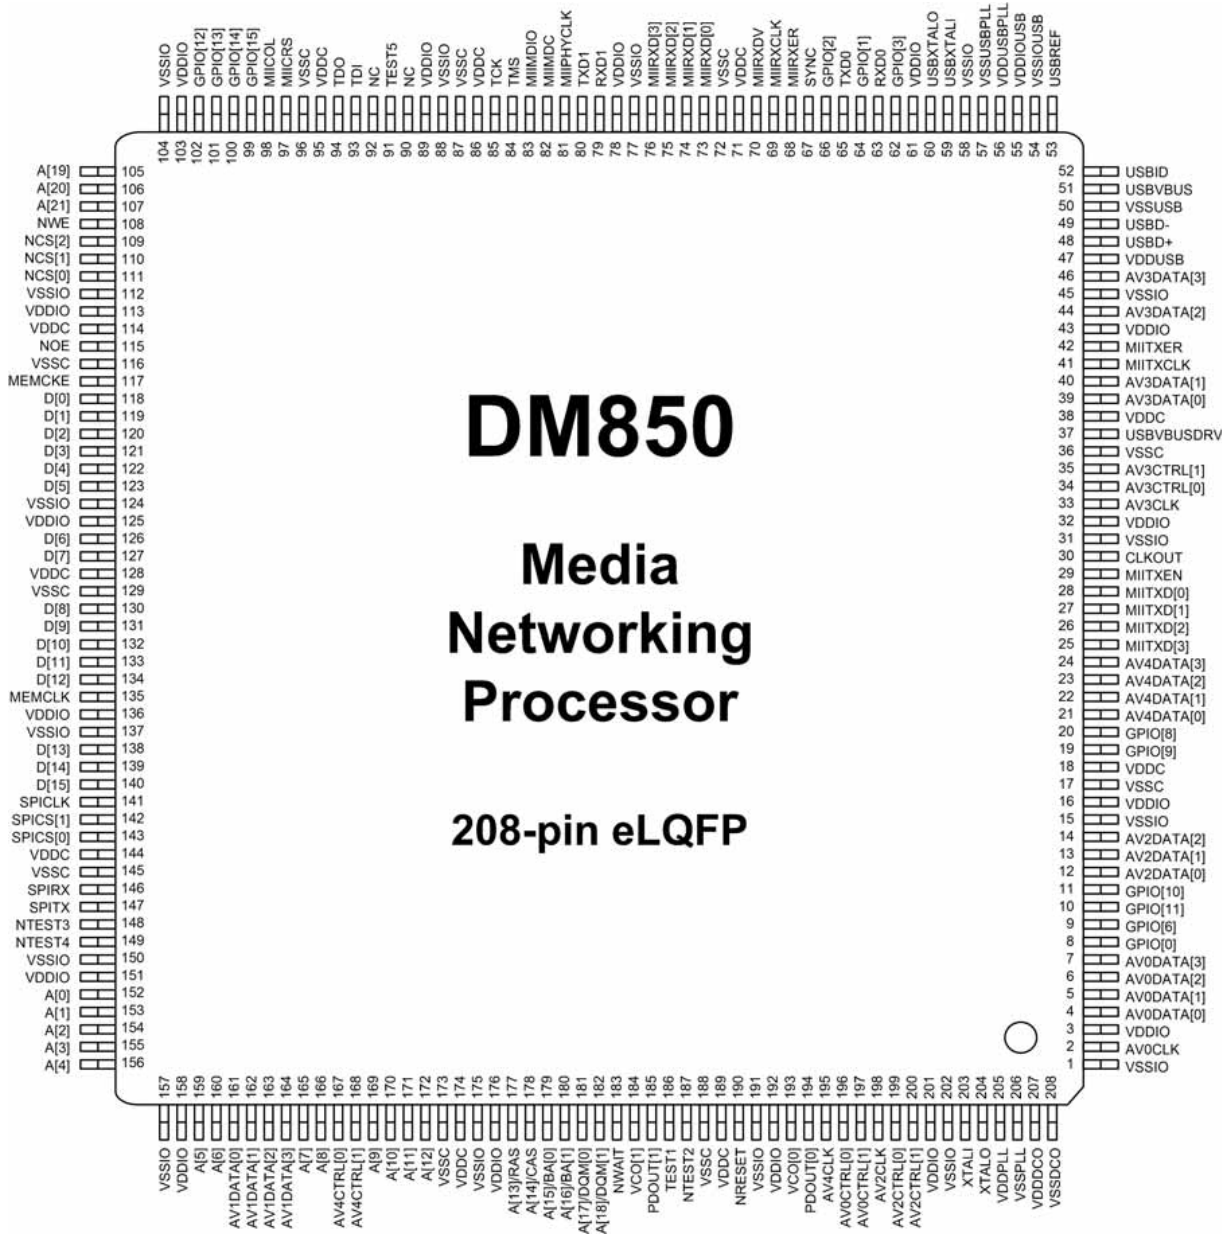 VSSIO
VDDIO
GPIO[12]
GPIO[13]
GPIO[14]
GPIO[15]
MIICOL
MIICRS
VSSC
VDDC
TDO
TDI
NC
TEST5
NC
VDDIO
VSSIO
VSSC
VDDC
TCK
TMS
MIIMDIO
MIIMDC
MIIPHYCLK
TXD1
RXD1
VDDIO
VSSIO
MIIRXD[3]
MIIRXD[2]
MIIRXD[1]
MIIRXD[0]
VSSC
VDDC
MIIRXDV
MIIRXCLK
MIIRXER
SYNC
GPIO[2]
TXD0
GPIO[1]
RXD0
GPIO[3]
VDDIO
USBXTALO
USBXTALI
VSSIO
VSSUSBPLL
VDDUSBPLL
VDDIOUSB
VSSIOUSB
USBREF
104 103 102 101 100 99 98 97 96 95 94 93 92 91 90 89 88 87 86 85 84 83 82 81 80 79 78 77 76 75 74 73 72 71 70 69 68 67 66 65 64 63 62 61 60 59 58 57 56 55 54 53
A[19] 105
A[20] 106
A[21] 107
NWE 108
NCS[2] 109
NCS[1] 110
NCS[0] 111
VSSIO 112
VDDIO 113
VDDC 114
NOE 115
VSSC 116
MEMCKE 117
D[0] 118
D[1] 119
D[2] 120
D[3] 121
D[4] 122
D[5] 123
VSSIO 124
VDDIO 125
D[6] 126
D[7] 127
VDDC 128
VSSC 129
D[8] 130
D[9] 131
D[10] 132
D[11] 133
D[12] 134
MEMCLK 135
VDDIO 136
VSSIO 137
D[13] 138
D[14] 139
D[15] 140
SPICLK 141
SPICS[1] 142
SPICS[0] 143
VDDC 144
VSSC 145
SPIRX 146
SPITX 147
NTEST3 148
NTEST4 149
VSSIO 150
VDDIO 151
A[0] 152
A[1] 153
A[2] 154
A[3] 155
A[4] 156
DM850
Media
Networking
Processor
208-pin eLQFP
52 USBID
51 USBVBUS
50 VSSUSB
49 USBD-
48 USBD+
47 VDDUSB
46 AV3DATA[3]
45 VSSIO
44 AV3DATA[2]
43 VDDIO
42 MIITXER
41 MIITXCLK
40 AV3DATA[1]
39 AV3DATA[0]
38 VDDC
37 USBVBUSDRV
36 VSSC
35 AV3CTRL[1]
34 AV3CTRL[0]
33 AV3CLK
32 VDDIO
31 VSSIO
30 CLKOUT
29 MIITXEN
28 MIITXD[0]
27 MIITXD[1]
26 MIITXD[2]
25 MIITXD[3]
24 AV4DATA[3]
23 AV4DATA[2]
22 AV4DATA[1]
21 AV4DATA[0]
20 GPIO[8]
19 GPIO[9]
18 VDDC
17 VSSC
16 VDDIO
15 VSSIO
14 AV2DATA[2]
13 AV2DATA[1]
12 AV2DATA[0]
11 GPIO[10]
10 GPIO[11]
9 GPIO[6]
8 GPIO[0]
7 AV0DATA[3]
6 AV0DATA[2]
5 AV0DATA[1]
4 AV0DATA[0]
3 VDDIO
2 AV0CLK
1 VSSIO
157 158 159 160 161 162 163 164 165 166 167 168 169 170 171 172 173 174 175 176 177 178 179 180 181 182 183 184 185 186 187 188 189 190 191 192 193 194 195 196 197 198 199 200 201 202 203 204 205 206 207 208
VSSIO
VDDIO
A[5]
A[6]
AV1DATA[0]
AV1DATA[1]
AV1DATA[2]
AV1DATA[3]
A[7]
A[8]
AV4CTRL[0]
AV4CTRL[1]
A[9]
A[10]
A[11]
A[12]
VSSC
VDDC
VSSIO
VDDIO
A[13]/RAS
A[14]/CAS
A[15]/BA[0]
A[16]/BA[1]
A[17]/DQM[0]
A[18]/DQM[1]
NWAIT
VCO[1]
PDOUT[1]
TEST1
NTEST2
VSSC
VDDC
NRESET
VSSIO
VDDIO
VCO[0]
PDOUT[0]
AV4CLK
AV0CTRL[0]
AV0CTRL[1]
AV2CLK
AV2CTRL[0]
AV2CTRL[1]
VDDIO
VSSIO
XTALI
XTALO
VDDPLL
VSSPLL
VDDDCO
VSSDCO